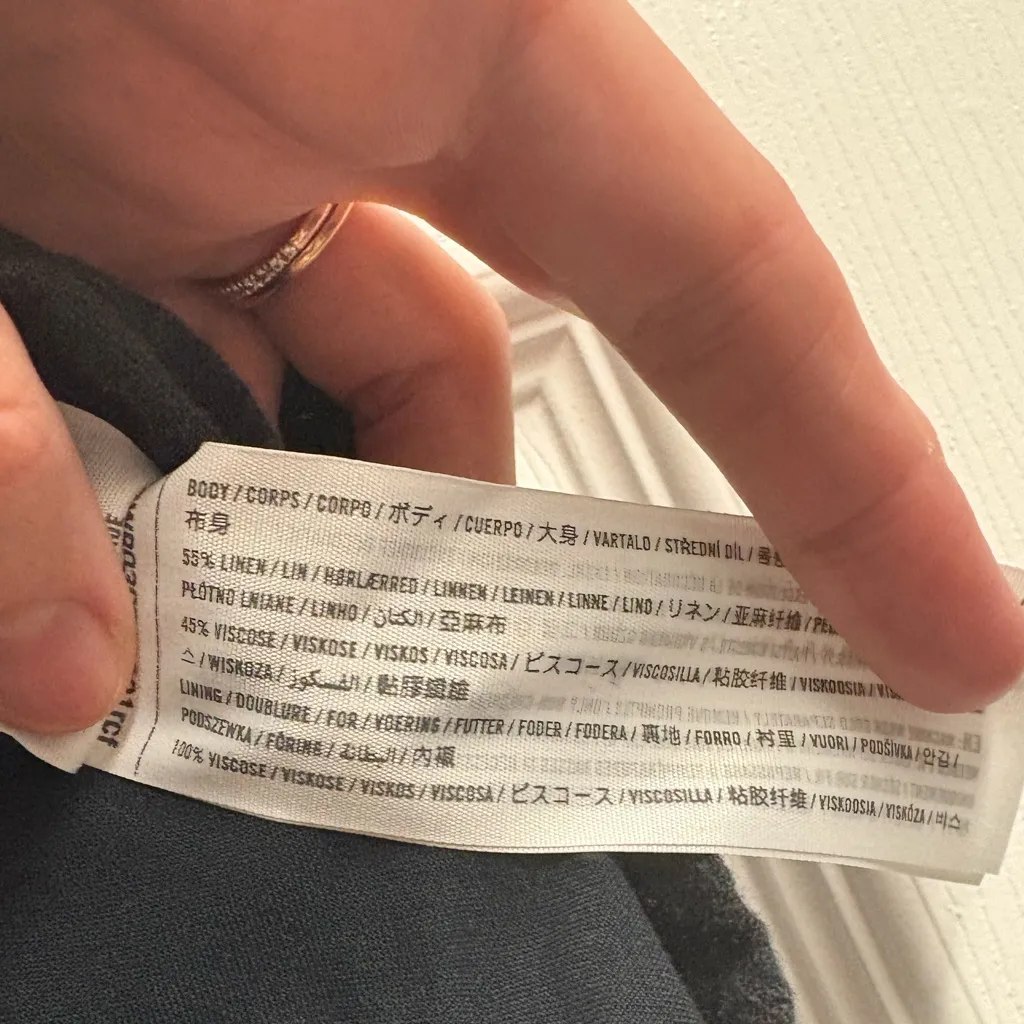 BODY / CORPS / CORPO / ボディ / CUERPO / 大身 / VARTALO / STŘEDNÍ DÍL /
布身
55% LINEN / LIN / HØRLÆRRED / LINNEN / LEINEN / LINNE / LINO / リネン / 亚麻纤维 /
PŁÓTNO LNIANE / LINHO / الكتان / 亞麻布
45% VISCOSE / VISKOSE / VISKOS / VISCOSA / ビスコース / VISCOSILLA / 粘胶纤维 / VISKOOSIA /
스 / WISKOZA / الفسكوز / 黏膠纖維
LINING / DOUBLURE / FOR / VOERING / FUTTER / FODER / FODERA / 裏地 / FORRO / 衬里 / VUORI / PODŠÍVKA / 안감 /
PODSZEWKA / FÔRING / البطانة / 內襯
100% VISCOSE / VISKOSE / VISKOS / VISCOSA / ビスコース / VISCOSILLA / 粘胶纤维 / VISKOOSIA / VISKÓZA / 비스